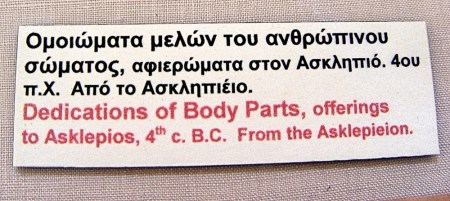 Ομοιώματα μελών του ανθρώπινου
σώματος, αφιερώματα στον Ασκληπιό. 4ου
π.Χ. Από το Ασκληπιείο.
Dedications of Body Parts, offerings
to Asklepios, 4th c. B.C. From the Asklepieion.